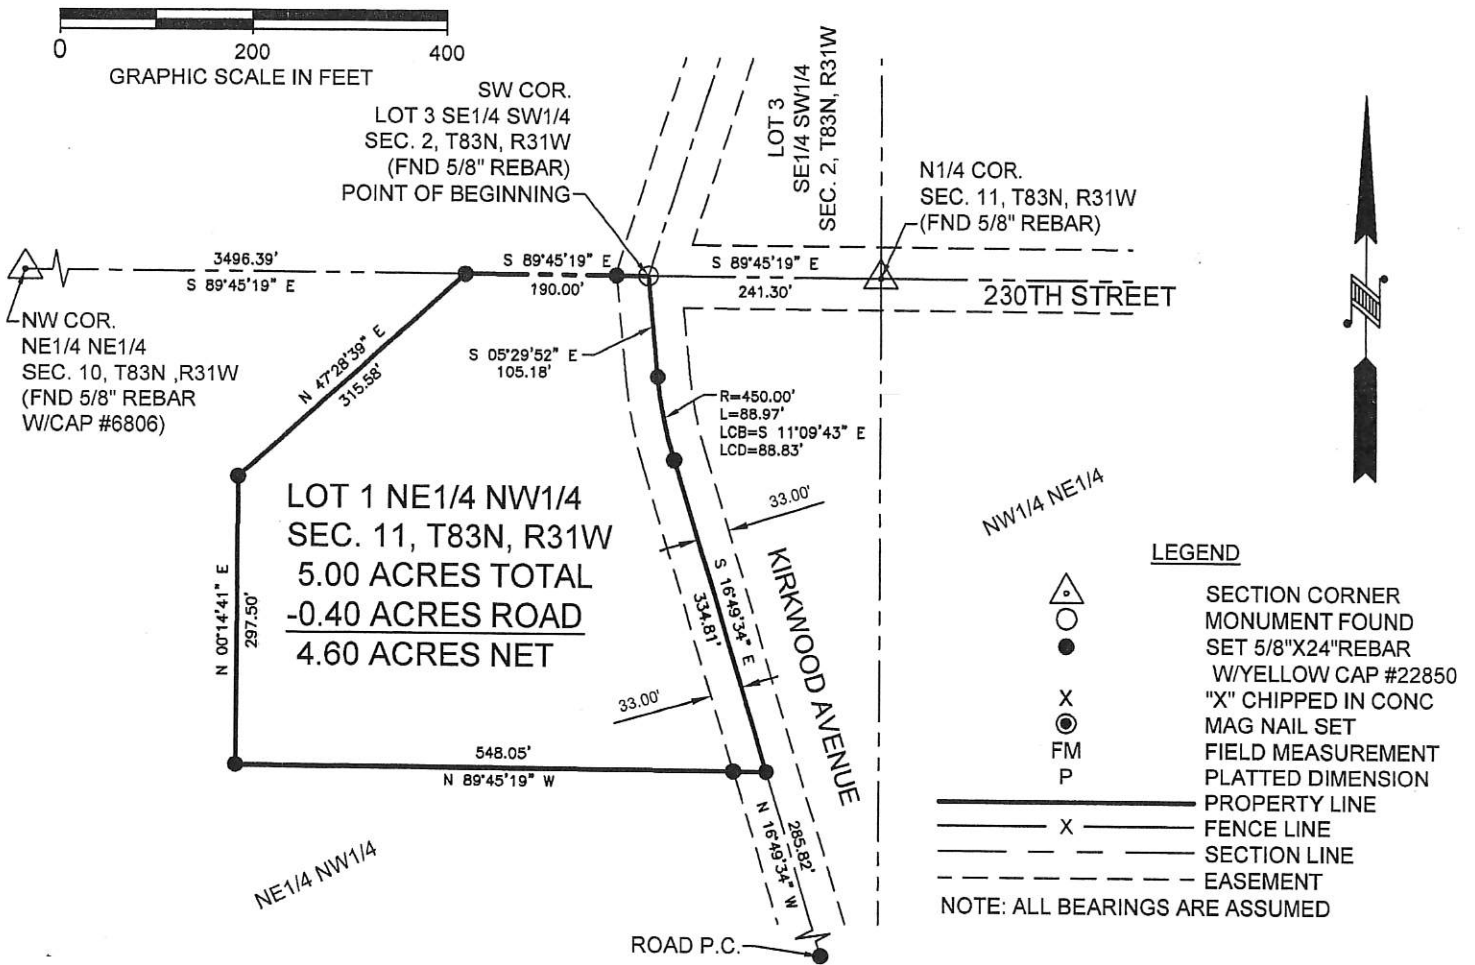 0 200 400
GRAPHIC SCALE IN FEET
SW COR.
LOT 3 SE1/4 SW1/4
SEC. 2, T83N, R31W
(FND 5/8" REBAR)
POINT OF BEGINNING
LOT 3
SE1/4 SW1/4
SEC. 2, T83N, R31W
N1/4 COR.
SEC. 11, T83N, R31W
(FND 5/8" REBAR)
3496.39'
S 89°45'19" E
S 89°45'19" E
190.00'
S 89°45'19" E
241.30'
230TH STREET
NW COR.
NE1/4 NE1/4
SEC. 10, T83N ,R31W
(FND 5/8" REBAR
W/CAP #6806)
N 47°28'39" E
315.58'
S 05°29'52" E
105.18'
R=450.00'
L=88.97'
LCB=S 11°09'43" E
LCD=88.83'
LOT 1 NE1/4 NW1/4
SEC. 11, T83N, R31W
5.00 ACRES TOTAL
-0.40 ACRES ROAD
4.60 ACRES NET
N 00°14'41" E
297.50'
33.00'
S 16°49'34" E
334.81'
33.00'
KIRKWOOD AVENUE
NW1/4 NE1/4
548.05'
N 89°45'19" W
285.82'
N 16°49'34" W
NE1/4 NW1/4
ROAD P.C.
LEGEND
SECTION CORNER
MONUMENT FOUND
SET 5/8"X24"REBAR
W/YELLOW CAP #22850
X "X" CHIPPED IN CONC
MAG NAIL SET
FM FIELD MEASUREMENT
P PLATTED DIMENSION
PROPERTY LINE
X FENCE LINE
SECTION LINE
EASEMENT
NOTE: ALL BEARINGS ARE ASSUMED